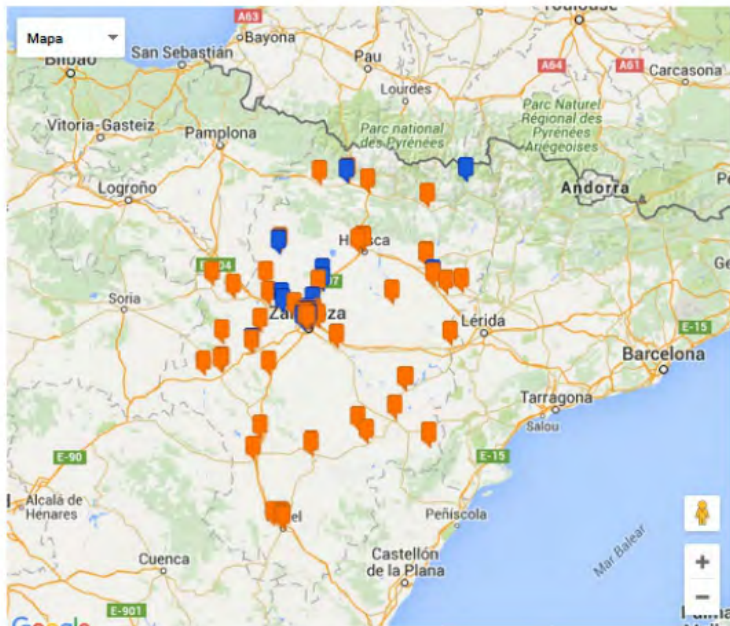 A63
Toulouse
Mapa
Bayona
Bilbao
San Sebastián
Pau
A64
A61
Carcasona
Lourdes
Vitoria-Gasteiz
Pamplona
Parc national
des Pyrénées
Parc Naturel
Régional des
Pyrénées
Ariégeoises
Logroño
Andorra
Soria
Lérida
E-15
Barcelona
Tarragona
Salou
E-90
E-15
Alcalá de
Henares
Peñíscola
Cuenca
Castellón
de la Plana
Mar Balear
+
−
E-901
Google